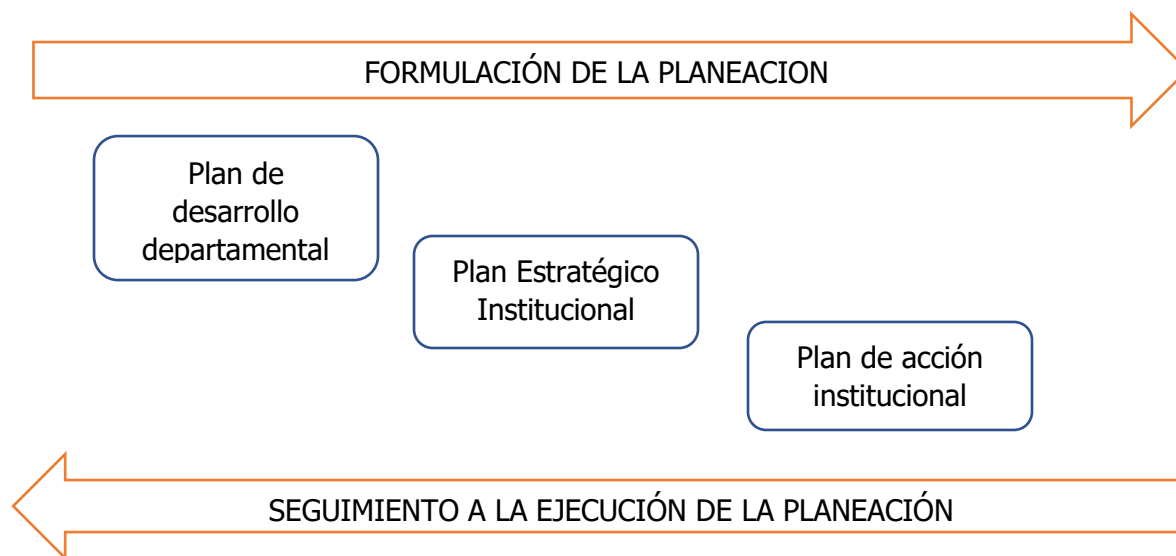 FORMULACIÓN DE LA PLANEACION
Plan de
desarrollo
departamental
Plan Estratégico
Institucional
Plan de acción
institucional
SEGUIMIENTO A LA EJECUCIÓN DE LA PLANEACIÓN